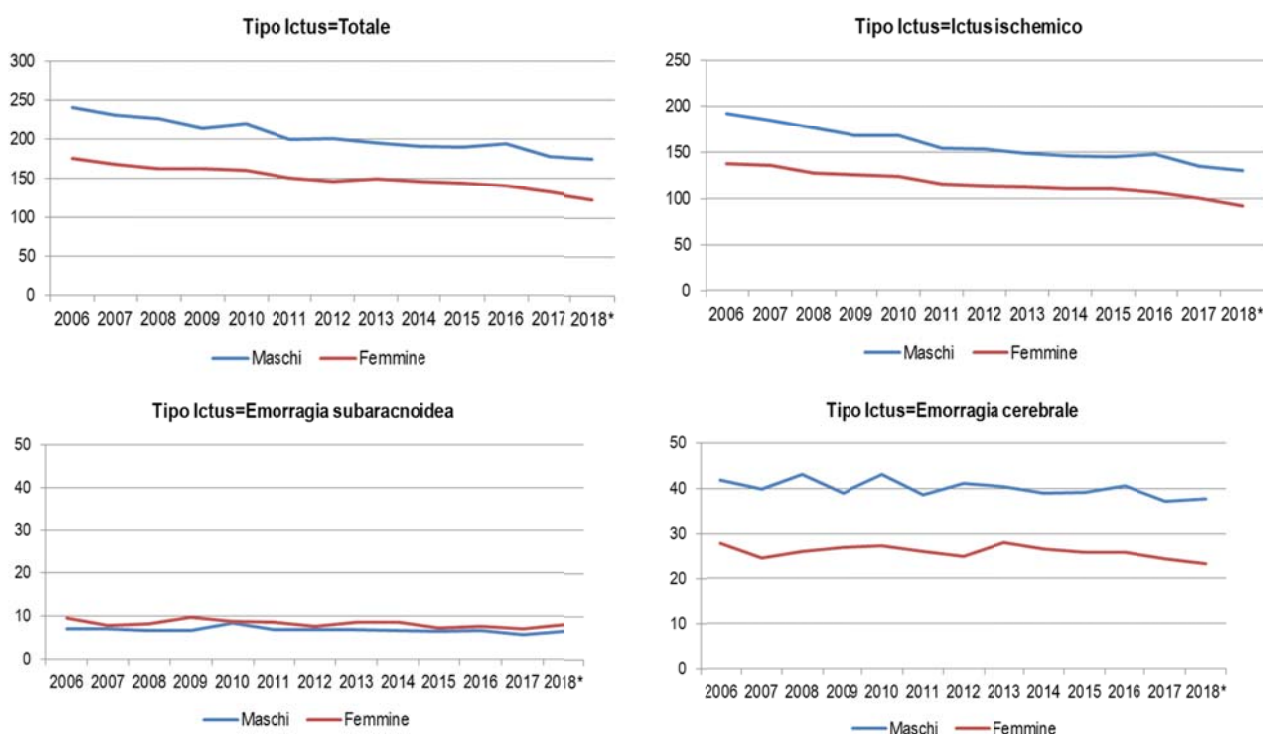 Tipo Ictus=Totale
300
250
200
150
100
50
0
2006 2007 2008 2009 2010 2011 2012 2013 2014 2015 2016 2017 2018*
Maschi Femmine
Tipo Ictus=Ictus ischemico
250
200
150
100
50
0
2006 2007 2008 2009 2010 2011 2012 2013 2014 2015 2016 2017 2018*
Maschi Femmine
Tipo Ictus=Emorragia subaracnoidea
50
40
30
20
10
0
2006 2007 2008 2009 2010 2011 2012 2013 2014 2015 2016 2017 2018*
Maschi Femmine
Tipo Ictus=Emorragia cerebrale
50
40
30
20
10
0
2006 2007 2008 2009 2010 2011 2012 2013 2014 2015 2016 2017 2018*
Maschi Femmine